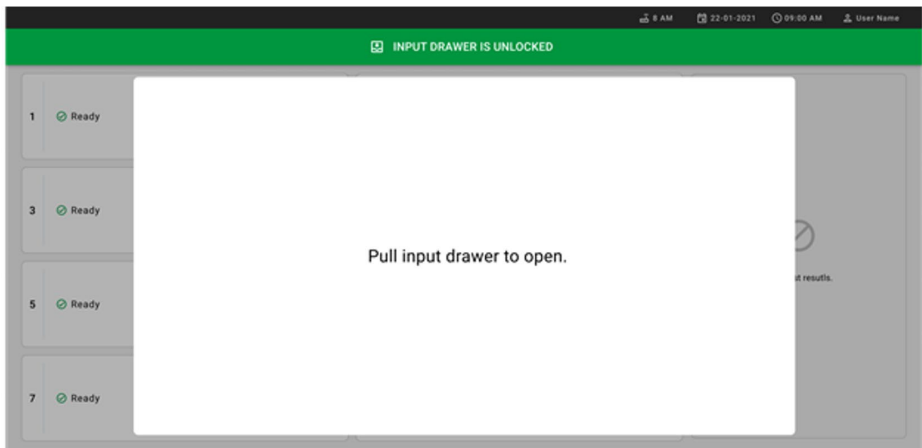 8 AM 22-01-2021 09:00 AM User Name
INPUT DRAWER IS UNLOCKED
1 Ready
3 Ready
Pull input drawer to open.
st resutls.
5 Ready
7 Ready